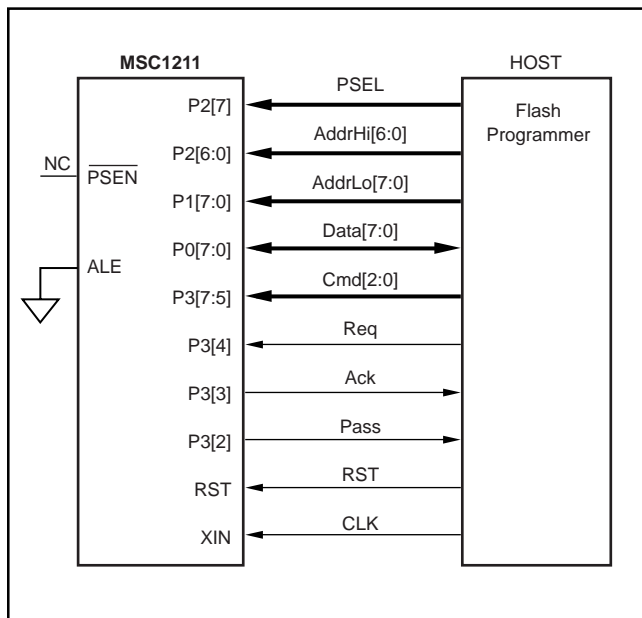 MSC1211
HOST
PSEL
P2[7]
Flash
Programmer
AddrHi[6:0]
P2[6:0]
NC
PSEN
AddrLo[7:0]
P1[7:0]
Data[7:0]
P0[7:0]
ALE
Cmd[2:0]
P3[7:5]
Req
P3[4]
Ack
P3[3]
Pass
P3[2]
RST
RST
CLK
XIN